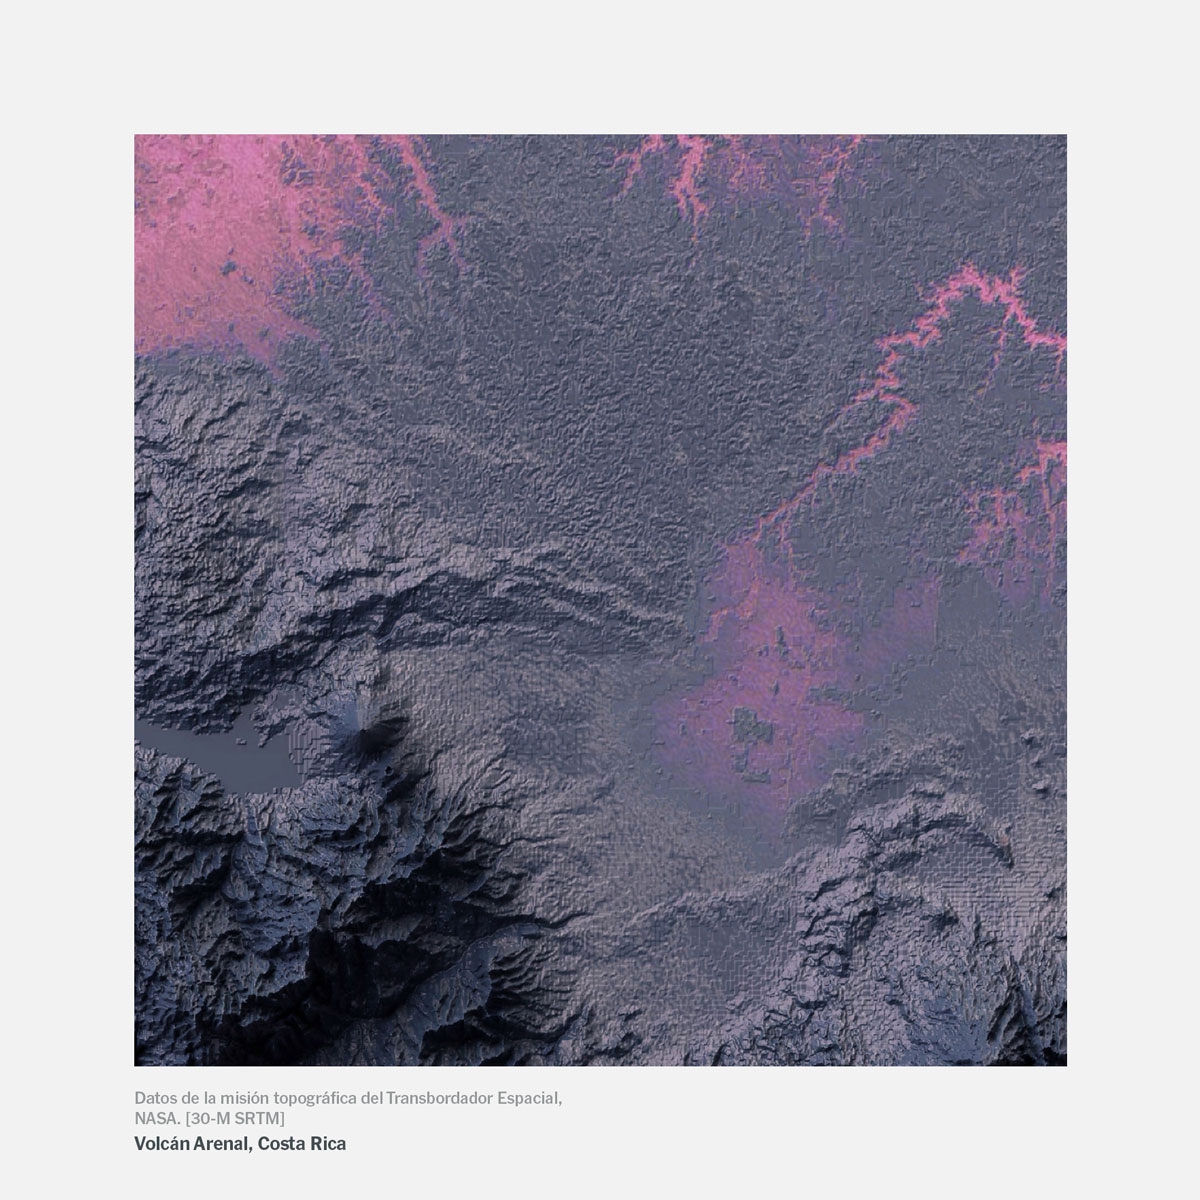 Datos de la misión topográfica del Transbordador Espacial,
NASA. [30-M SRTM]
Volcán Arenal, Costa Rica